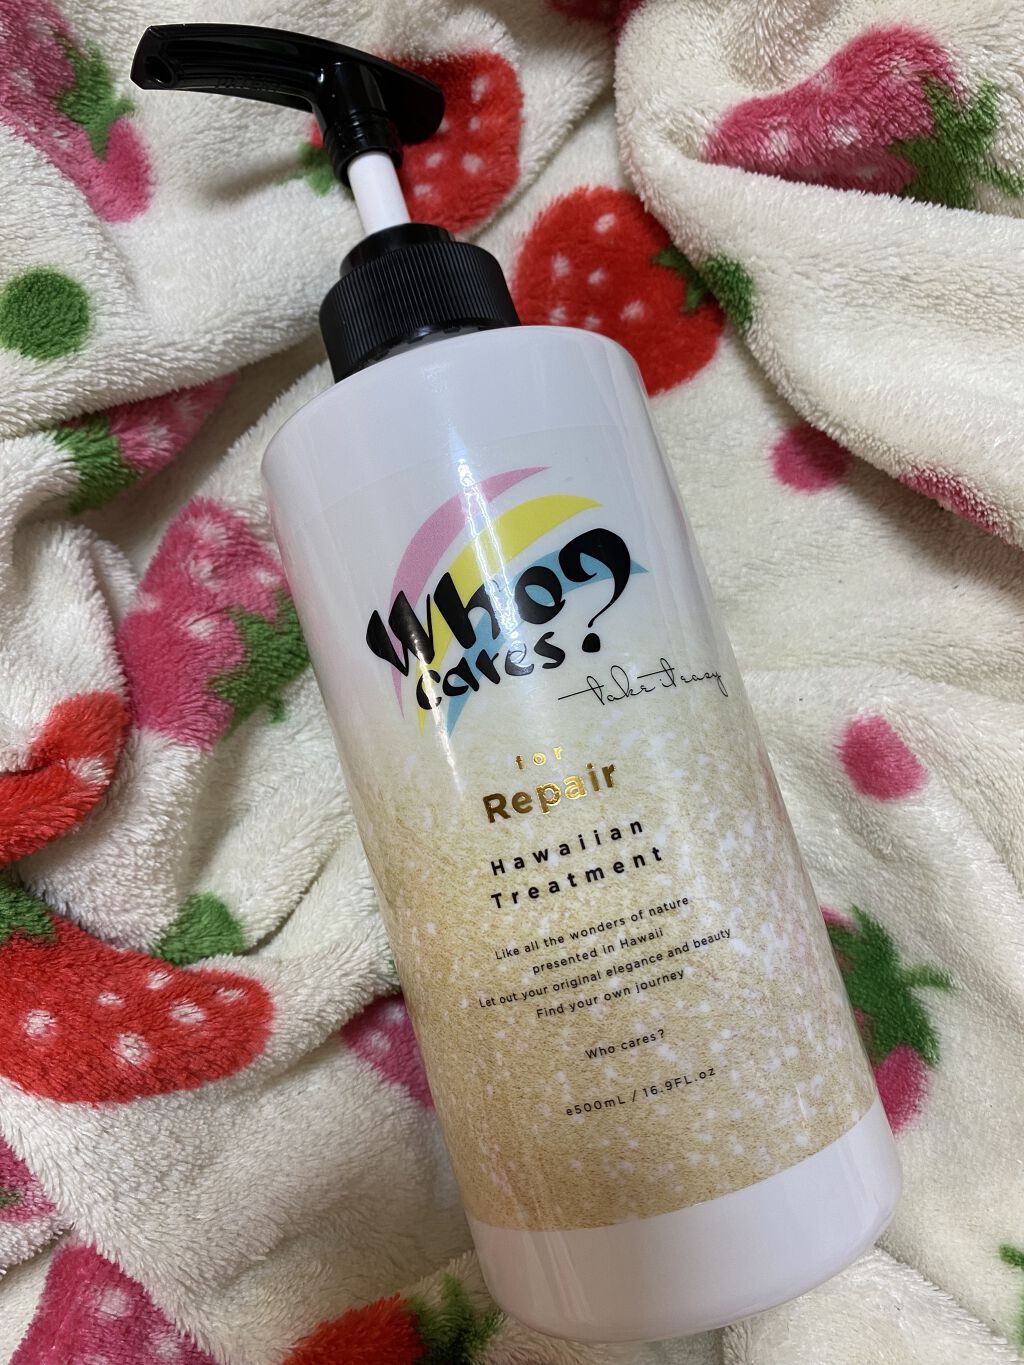 Who?
cares.
take it easy
for
Repair
Hawaiian
Treatment
Like all the wonders of nature
presented in Hawaii
Let out your original elegance and beauty
Find your own journey
Who cares?
e500mL / 16.9FL.oz